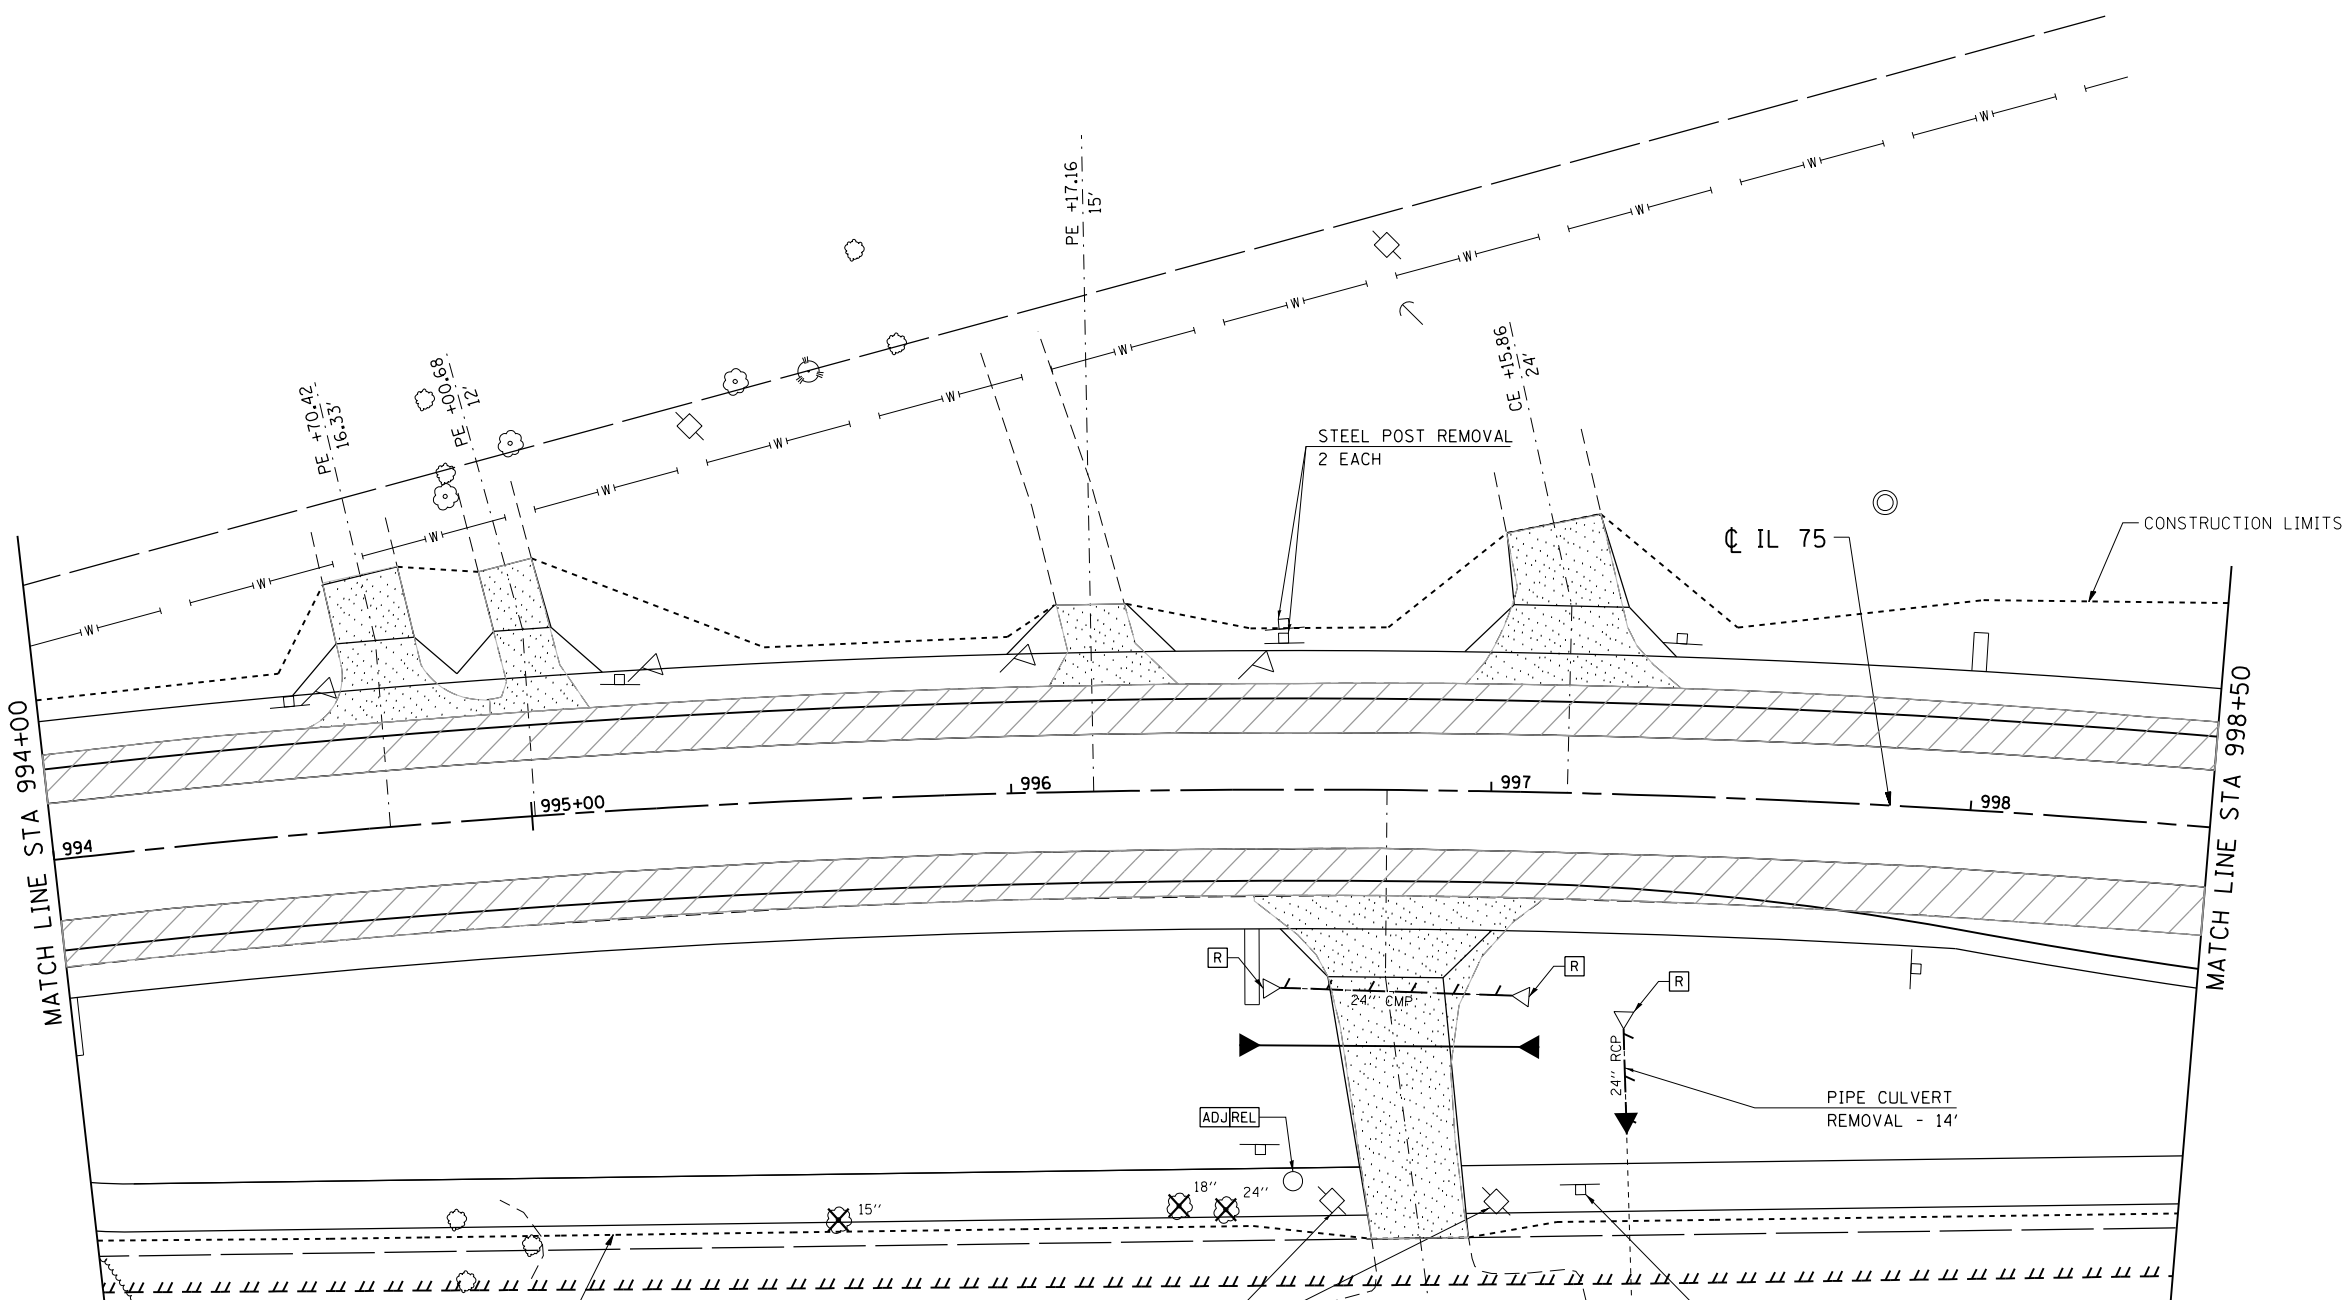 PE +17.16
15'
PE +70.42
16.33'
PE +00.68
12'
CE +15.86
24'
STEEL POST REMOVAL
2 EACH
℄ IL 75
CONSTRUCTION LIMITS
W
W
W
W
W
W
W
W
W
W
W
W
MATCH LINE STA 994+00
MATCH LINE STA 998+50
994
995+00
996
997
998
R
R
R
24" CMP
24" RCP
PIPE CULVERT
REMOVAL - 14'
ADJ REL
15"
18"
24"